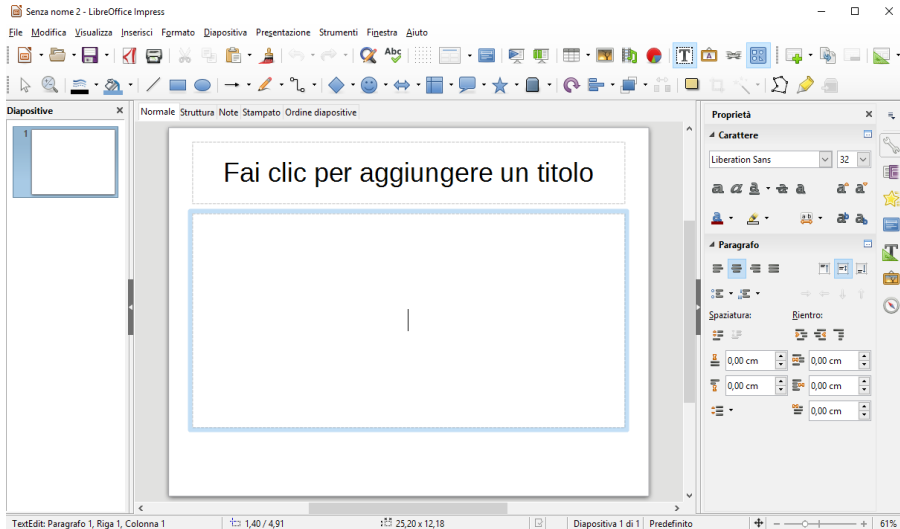 Senza nome 2 - LibreOffice Impress
File Modifica Visualizza Inserisci Formato Diapositiva Presentazione Strumenti Finestra Aiuto
Abc
Diapositive
1
Normale Struttura Note Stampato Ordine diapositive
Fai clic per aggiungere un titolo
Proprietà
Carattere
Liberation Sans 32
Paragrafo
Spaziatura: Rientro:
0,00 cm 0,00 cm
0,00 cm 0,00 cm
0,00 cm
TextEdit: Paragrafo 1, Riga 1, Colonna 1 1,40 / 4,91 25,20 x 12,18 Diapositiva 1 di 1 Predefinito 61%